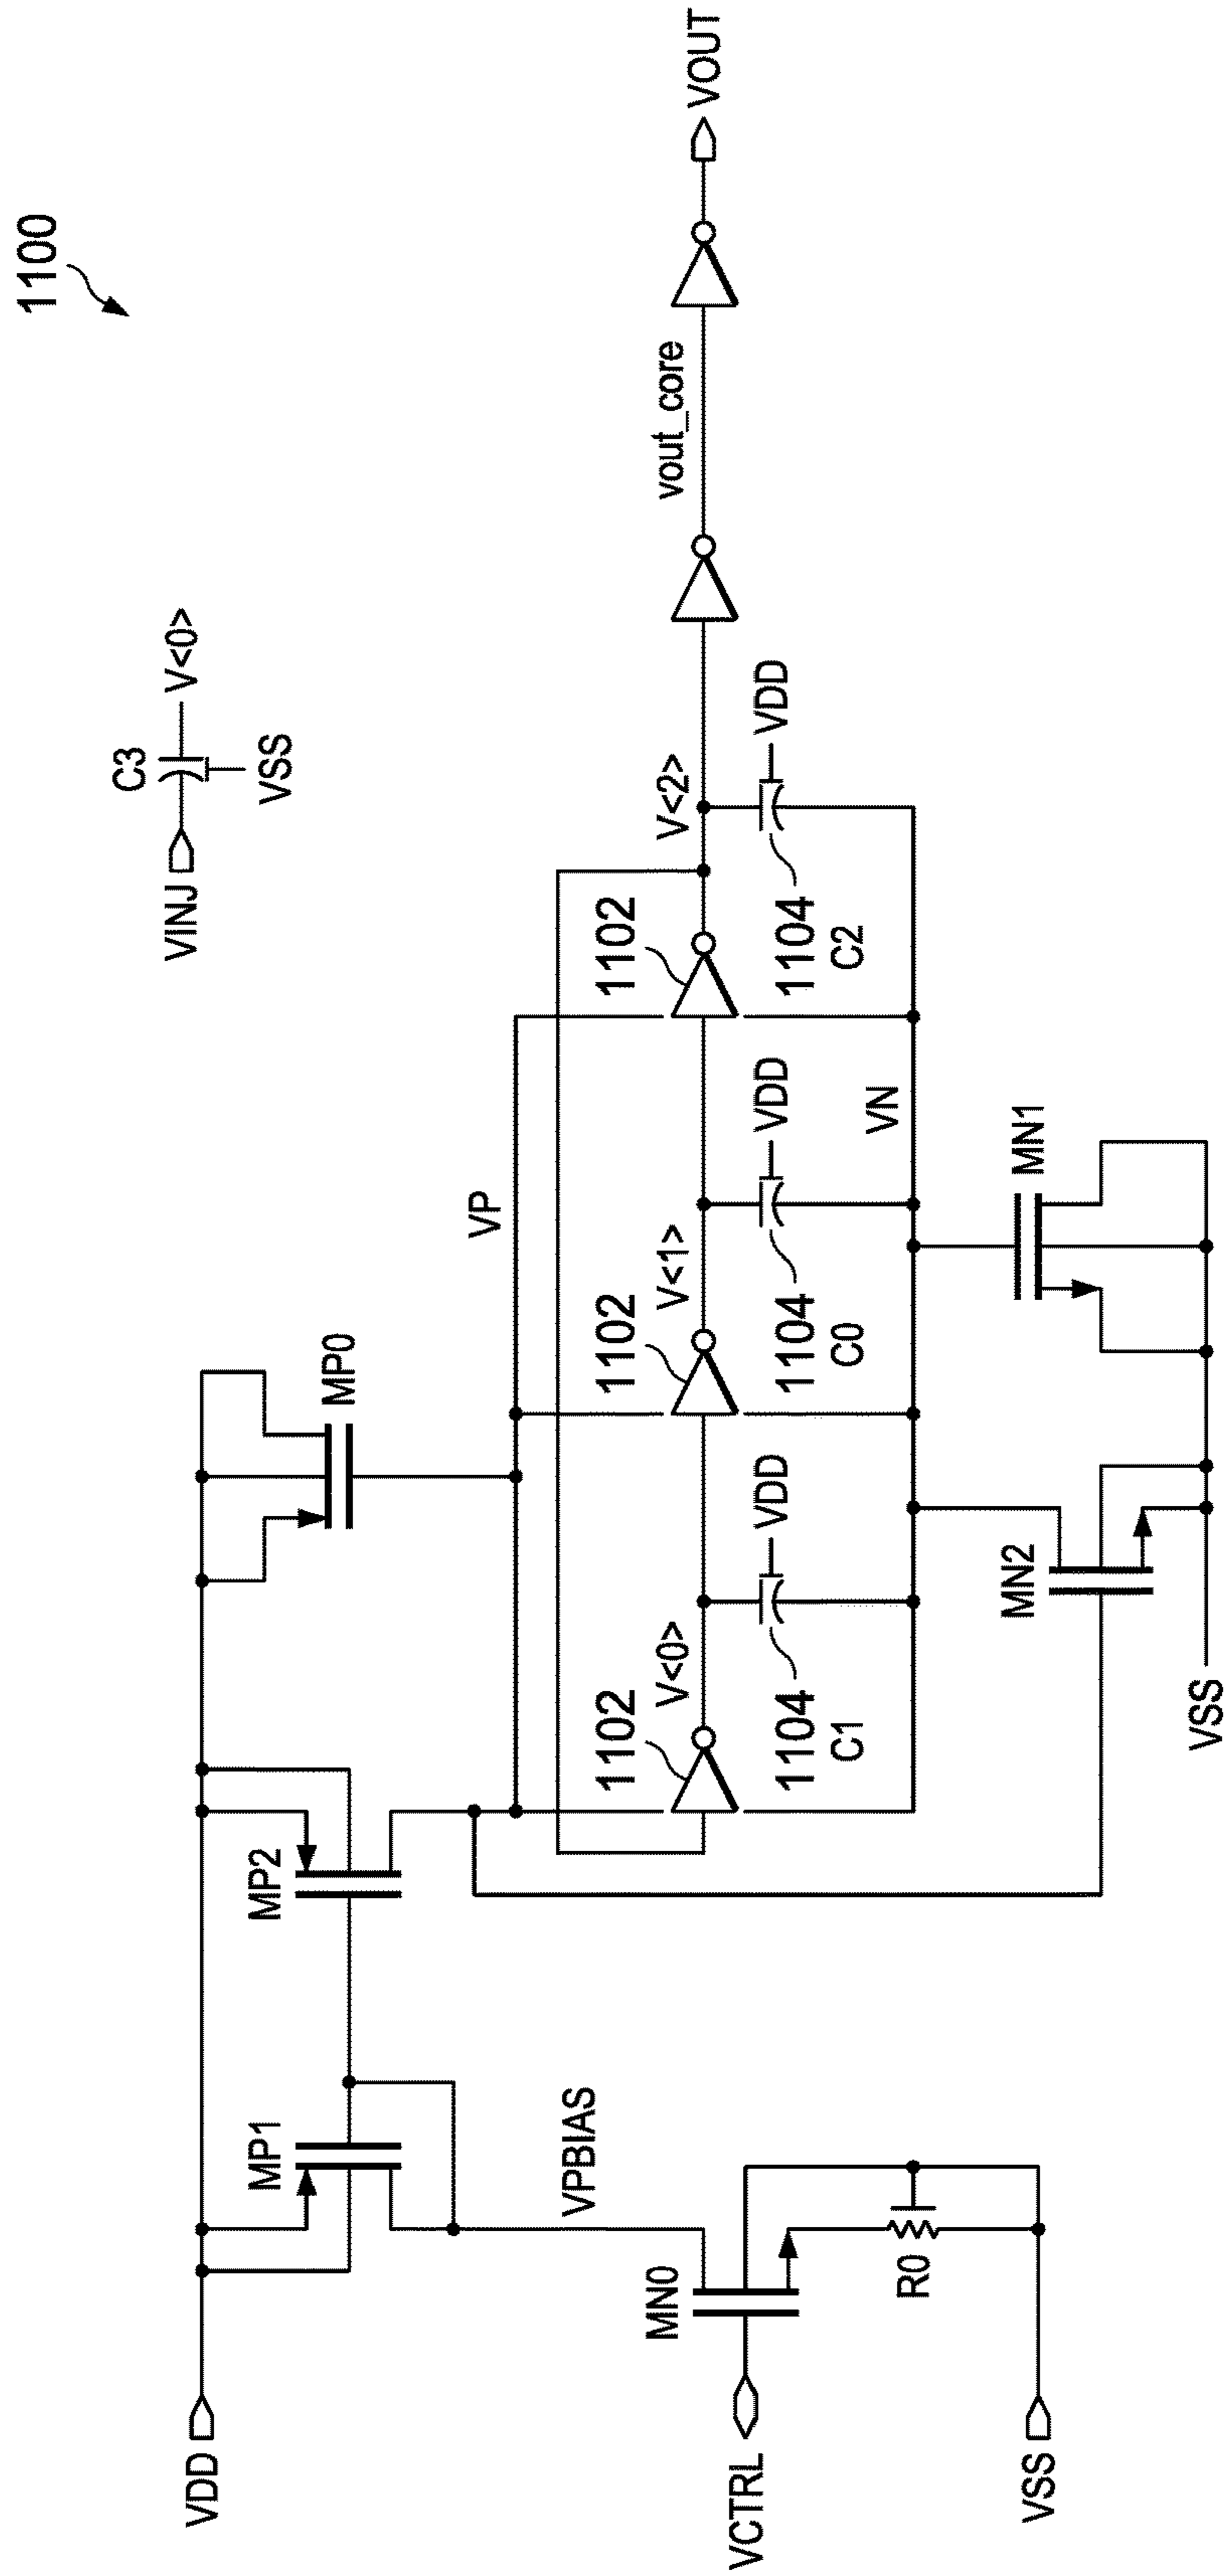 1100
VINJ
C3
V<0>
VSS
VDD
MP1
MP2
MP0
VPBIAS
VP
1102
1102
1102
V<0>
V<1>
V<2>
vout_core
VOUT
1104
C1
VDD
1104
C0
VDD
1104
C2
VDD
VN
VCTRL
MN0
R0
VSS
MN2
MN1
VSS